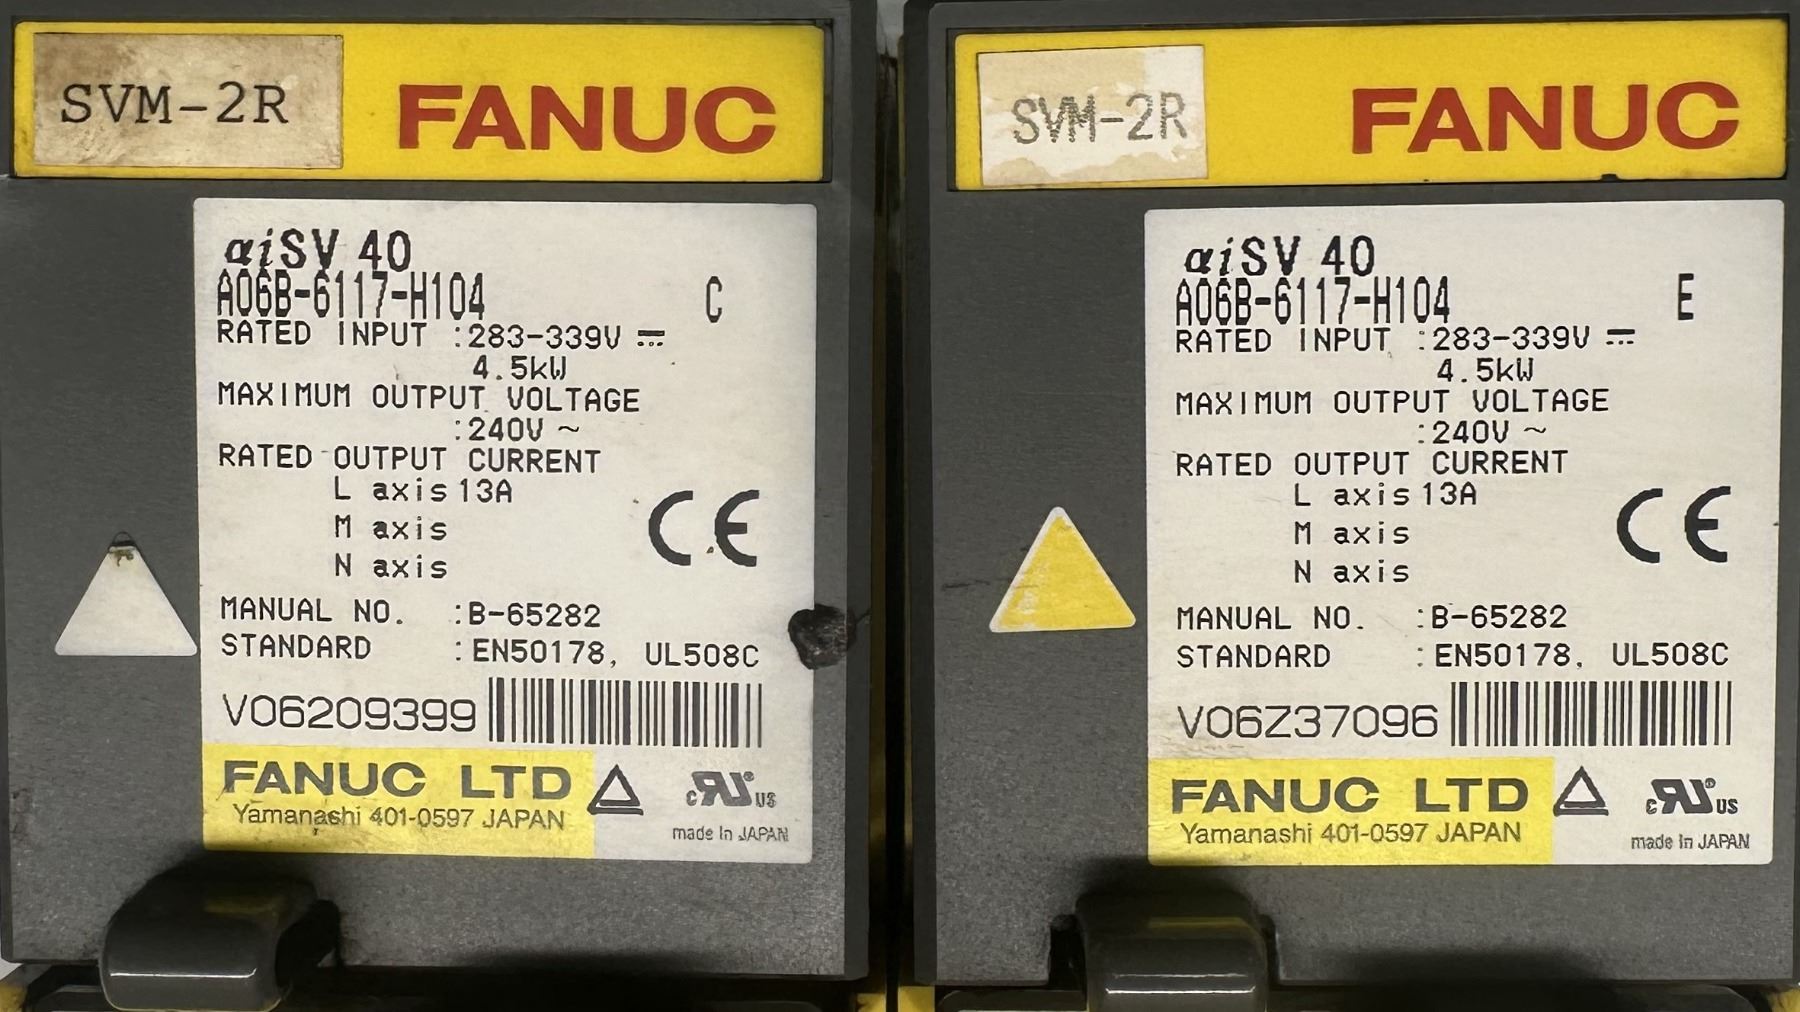 SVM-2R FANUC
αiSV 40
A06B-6117-H104 C
RATED INPUT :283-339V ⎓
4.5kW
MAXIMUM OUTPUT VOLTAGE
:240V ~
RATED OUTPUT CURRENT
L axis 13A
M axis
N axis
CE
MANUAL NO. :B-65282
STANDARD :EN50178, UL508C
V06209399
FANUC LTD
Yamanashi 401-0597 JAPAN
c RU us
made in JAPAN
SVM-2R FANUC
αiSV 40
A06B-6117-H104 E
RATED INPUT :283-339V ⎓
4.5kW
MAXIMUM OUTPUT VOLTAGE
:240V ~
RATED OUTPUT CURRENT
L axis 13A
M axis
N axis
CE
MANUAL NO. :B-65282
STANDARD :EN50178, UL508C
V06Z37096
FANUC LTD
Yamanashi 401-0597 JAPAN
c RU us
made in JAPAN